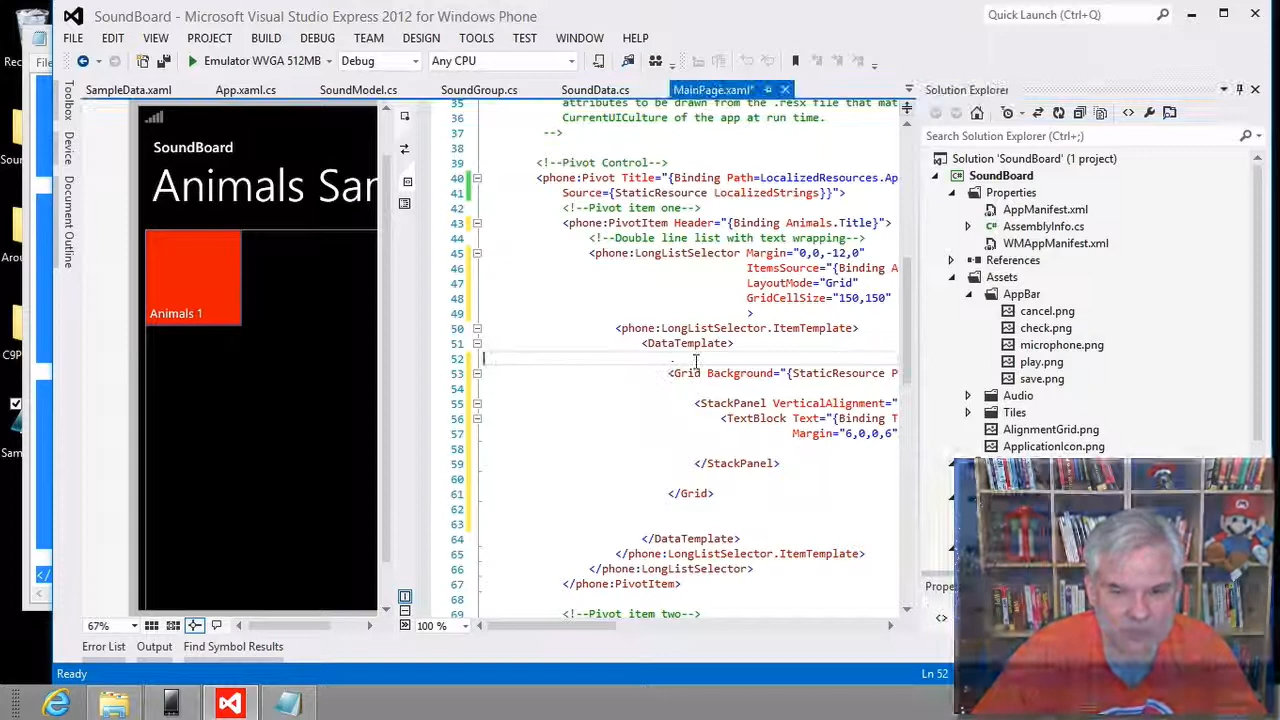 SoundBoard - Microsoft Visual Studio Express 2012 for Windows Phone
Quick Launch (Ctrl+Q)
FILE EDIT VIEW PROJECT BUILD DEBUG TEAM DESIGN TOOLS TEST WINDOW HELP
Emulator WVGA 512MB Debug Any CPU
SampleData.xaml App.xaml.cs SoundModel.cs SoundGroup.cs SoundData.cs MainPage.xaml*
Rec
File
Sour
Arou
C9P
Sam
</
Toolbox
Device
Document Outline
SoundBoard
Animals San
Animals 1
67%
35
36 CurrentUICulture of the app at run time.
37 -->
38
39 <!--Pivot Control-->
40 <phone:Pivot Title="{Binding Path=LocalizedResources.Ap
41 Source={StaticResource LocalizedStrings}}">
42 <!--Pivot item one-->
43 <phone:PivotItem Header="{Binding Animals.Title}">
44 <!--Double line list with text wrapping-->
45 <phone:LongListSelector Margin="0,0,-12,0"
46 ItemsSource="{Binding A
47 LayoutMode="Grid"
48 GridCellSize="150,150"
49 >
50 <phone:LongListSelector.ItemTemplate>
51 <DataTemplate>
52
53 <Grid Background="{StaticResource P
54
55 <StackPanel VerticalAlignment="
56 <TextBlock Text="{Binding T
57 Margin="6,0,0,6"
58
59 </StackPanel>
60
61 </Grid>
62
63
64 </DataTemplate>
65 </phone:LongListSelector.ItemTemplate>
66 </phone:LongListSelector>
67 </phone:PivotItem>
68
69 <!--Pivot item two-->
100 %
Solution Explorer
Search Solution Explorer (Ctrl+;)
Solution 'SoundBoard' (1 project)
SoundBoard
Properties
AppManifest.xml
AssemblyInfo.cs
WMAppManifest.xml
References
Assets
AppBar
cancel.png
check.png
microphone.png
play.png
save.png
Audio
Tiles
AlignmentGrid.png
ApplicationIcon.png
Prope
Error List Output Find Symbol Results
Ready Ln 52